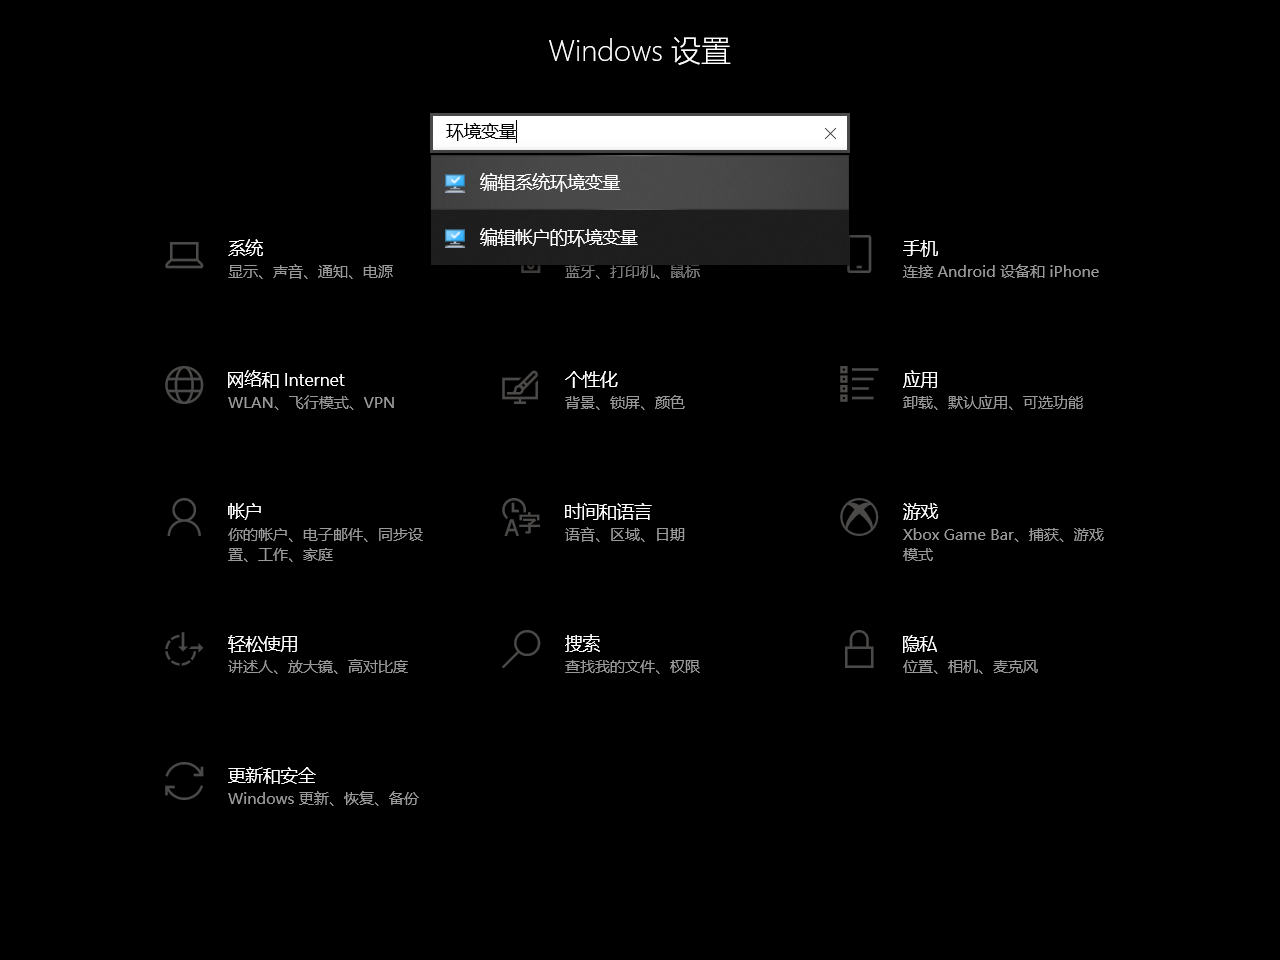 Windows 设置
环境变量
编辑系统环境变量
编辑帐户的环境变量
系统
显示、声音、通知、电源
蓝牙、打印机、鼠标
手机
连接 Android 设备和 iPhone
网络和 Internet
WLAN、飞行模式、VPN
个性化
背景、锁屏、颜色
应用
卸载、默认应用、可选功能
帐户
你的帐户、电子邮件、同步设
置、工作、家庭
时间和语言
语音、区域、日期
游戏
Xbox Game Bar、捕获、游戏
模式
轻松使用
讲述人、放大镜、高对比度
搜索
查找我的文件、权限
隐私
位置、相机、麦克风
更新和安全
Windows 更新、恢复、备份